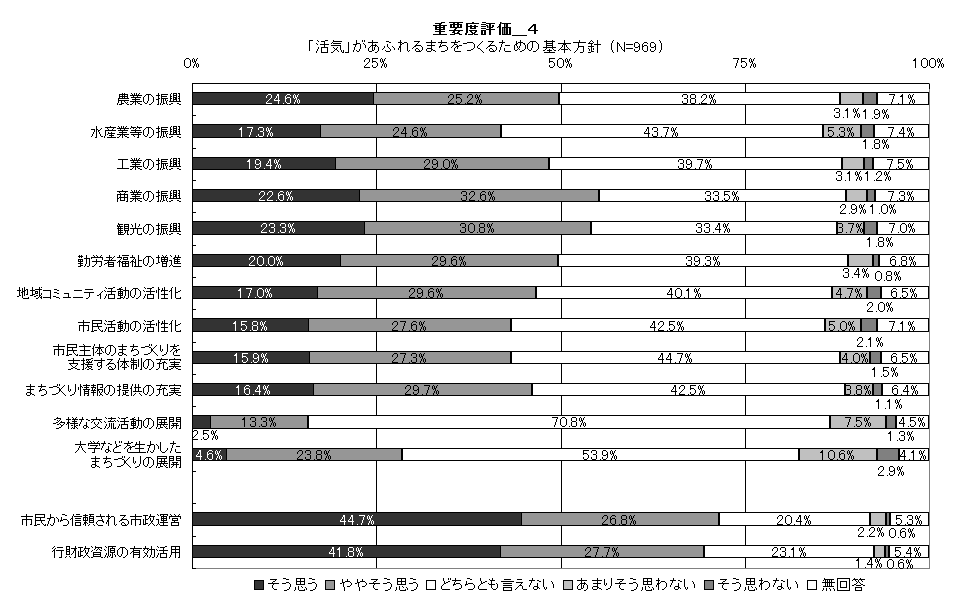 重要度評価＿4
「活気」があふれるまちをつくるための基本方針（N=969）
0% 25% 50% 75% 100%
農業の振興 24.6% 25.2% 38.2% 7.1%
3.1% 1.9%
水産業等の振興 17.3% 24.6% 43.7% 5.3% 7.4%
1.8%
工業の振興 19.4% 29.0% 39.7% 7.5%
3.1% 1.2%
商業の振興 22.6% 32.6% 33.5% 7.3%
2.9% 1.0%
観光の振興 23.3% 30.8% 33.4% 3.7% 7.0%
1.8%
勤労者福祉の増進 20.0% 29.6% 39.3% 6.8%
3.4% 0.8%
地域コミュニティ活動の活性化 17.0% 29.6% 40.1% 4.7% 6.5%
2.0%
市民活動の活性化 15.8% 27.6% 42.5% 5.0% 7.1%
2.1%
市民主体のまちづくりを
支援する体制の充実 15.9% 27.3% 44.7% 4.0% 6.5%
1.5%
まちづくり情報の提供の充実 16.4% 29.7% 42.5% 3.8% 6.4%
1.1%
多様な交流活動の展開 13.3% 70.8% 7.5% 4.5%
2.5% 1.3%
大学などを生かした
まちづくりの展開 4.6% 23.8% 53.9% 10.6% 4.1%
2.9%
市民から信頼される市政運営 44.7% 26.8% 20.4% 5.3%
2.2% 0.6%
行財政資源の有効活用 41.8% 27.7% 23.1% 5.4%
1.4% 0.6%
そう思う ややそう思う どちらとも言えない あまりそう思わない そう思わない 無回答